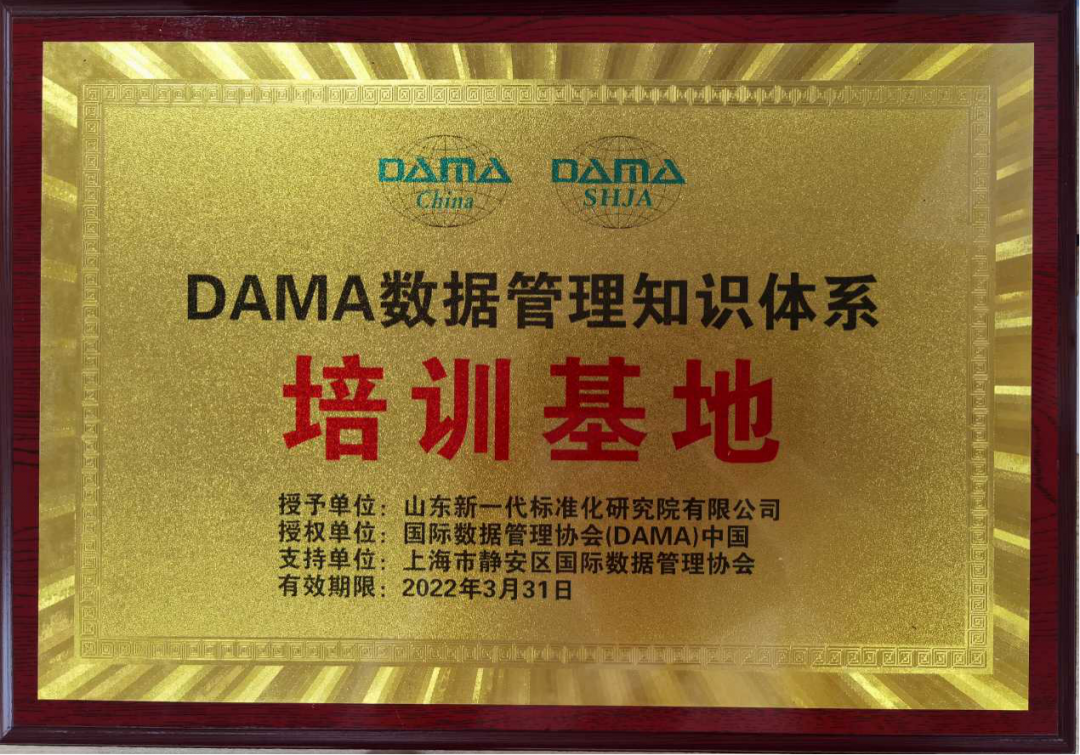 DAMA DAMA
China SHJA
DAMA数据管理知识体系
培训基地
授予单位：山东新一代标准化研究院有限公司
授权单位：国际数据管理协会(DAMA)中国
支持单位：上海市静安区国际数据管理协会
有效期限：2022年3月31日